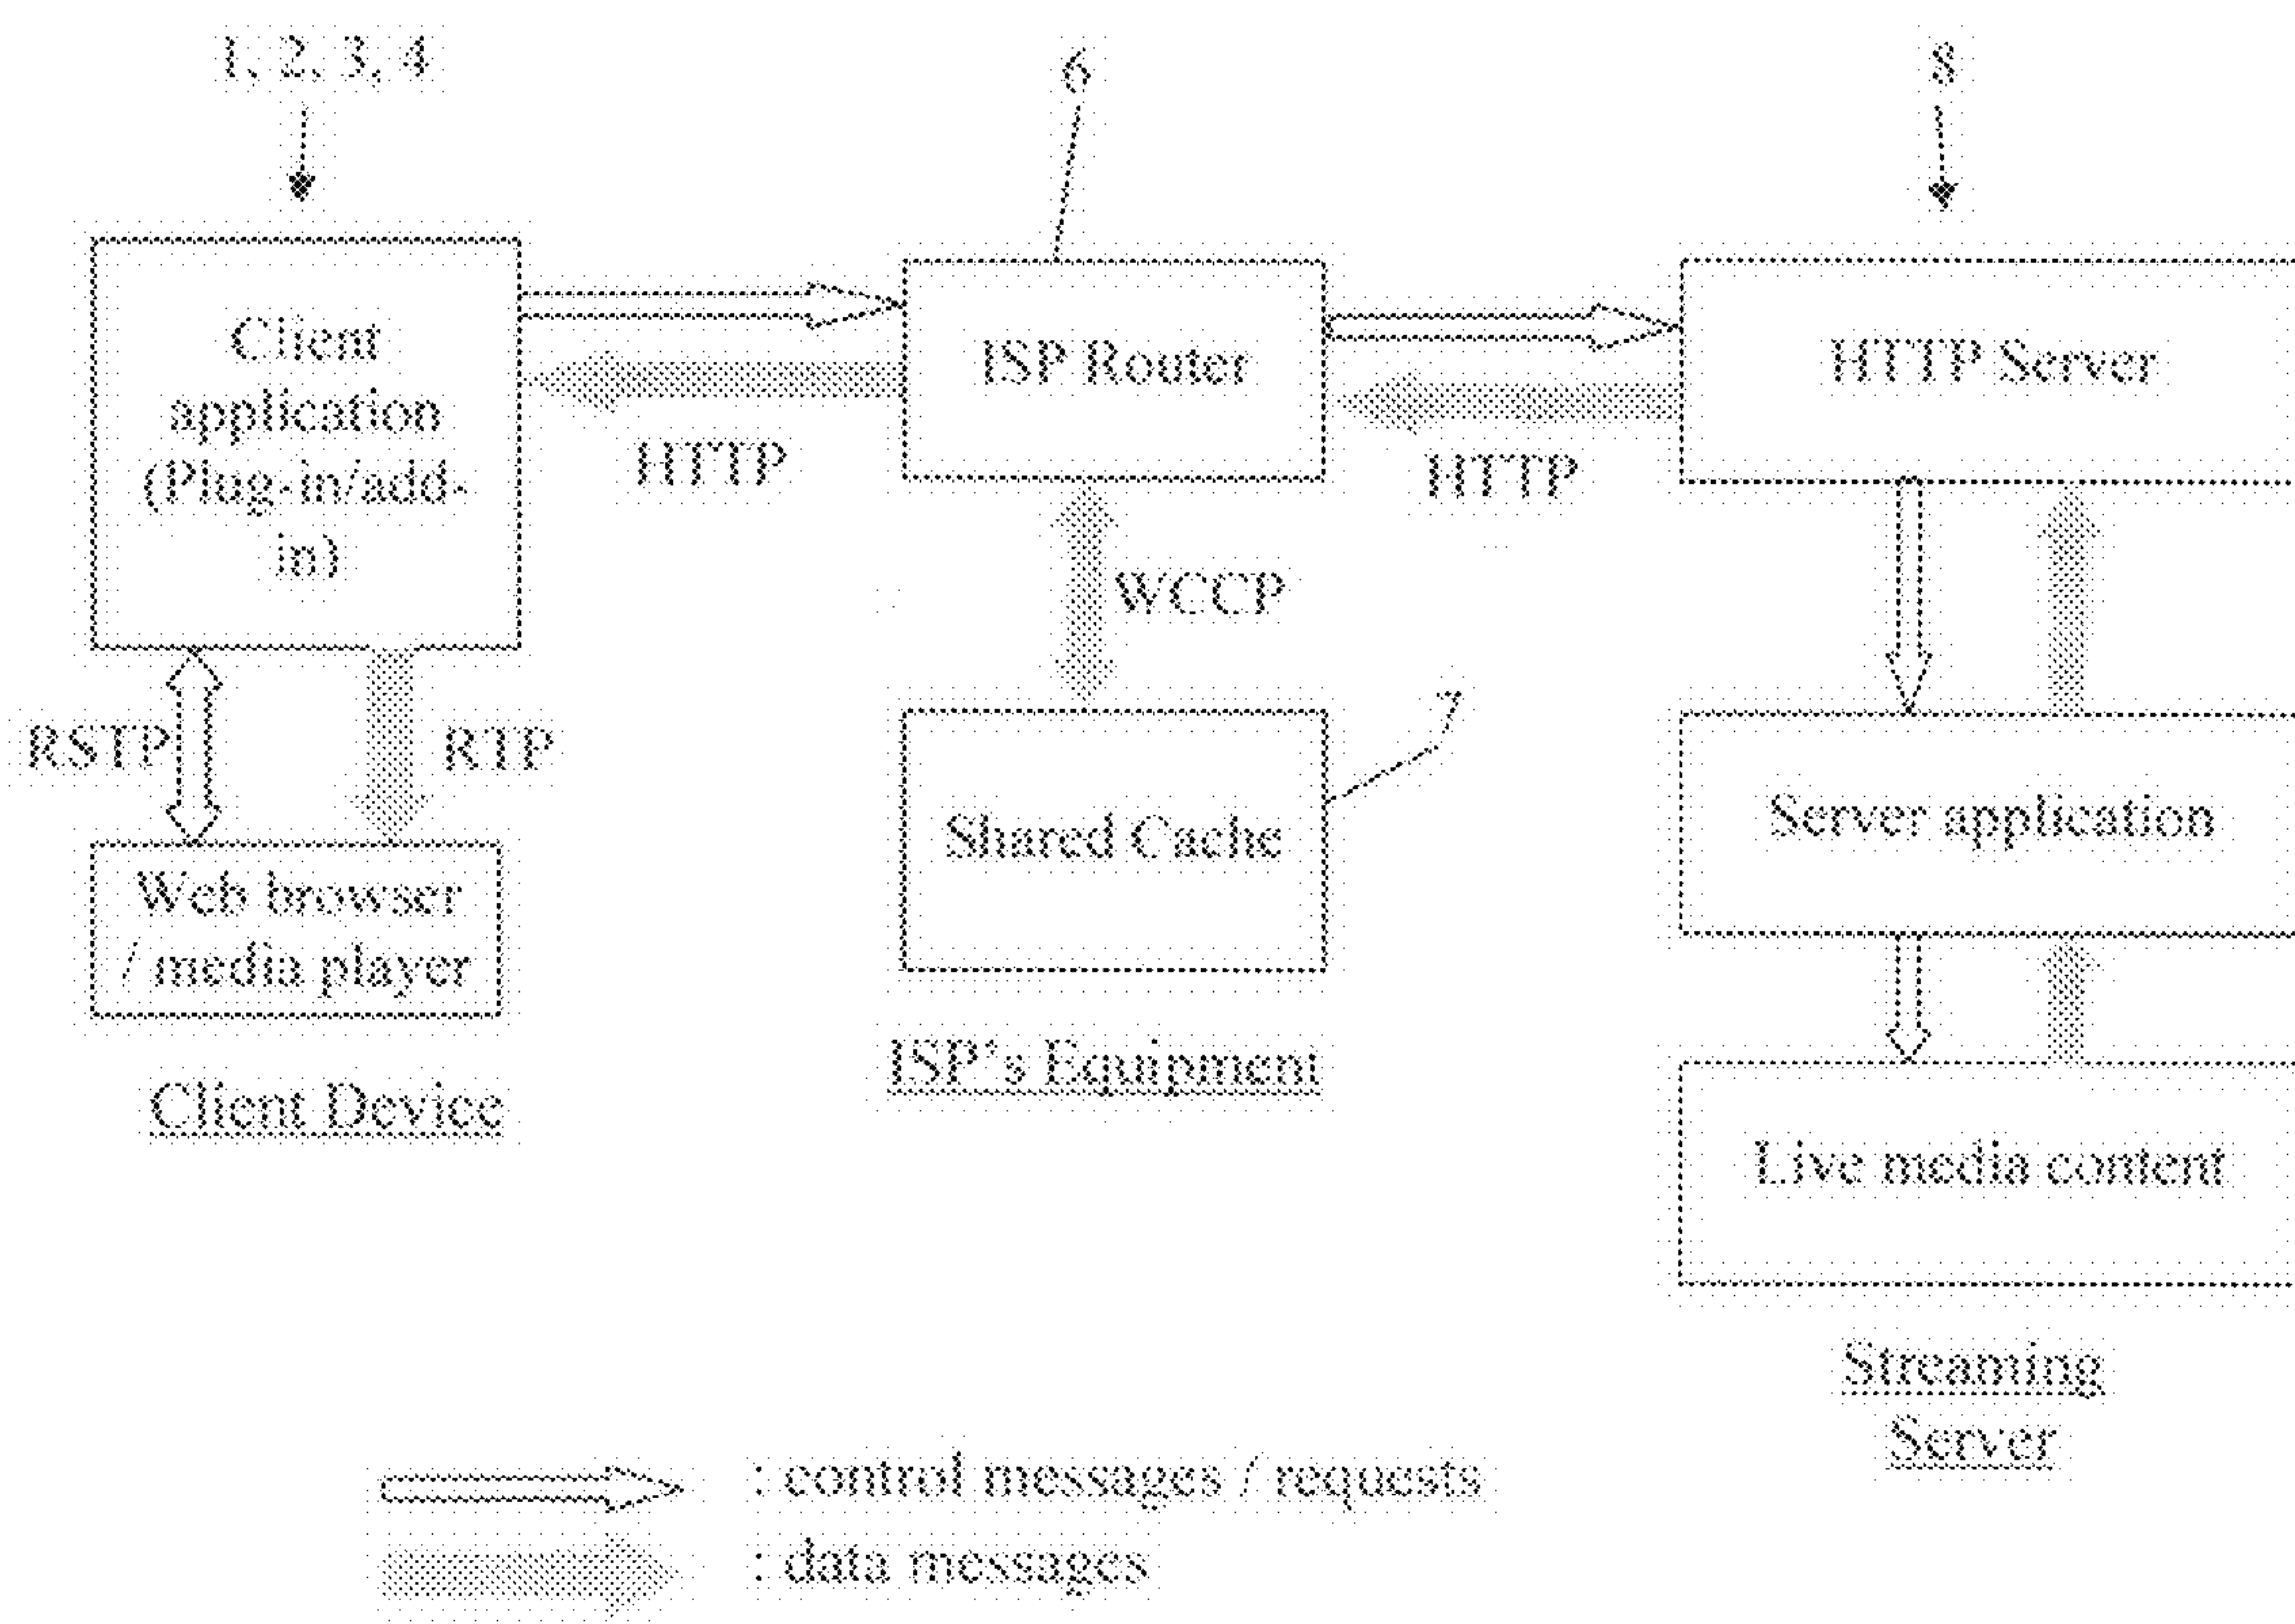 1, 2, 3, 4
6
8
Client
application
(Plug-in/add-
in)
ISP Router
HTTP Server
HTTP
HTTP
WCCP
RSTP
RTP
7
Shared Cache
Server application
Web browser
/ media player
Client Device
ISP's Equipment
Live media content
Streaming
Server
: control messages / requests
: data messages